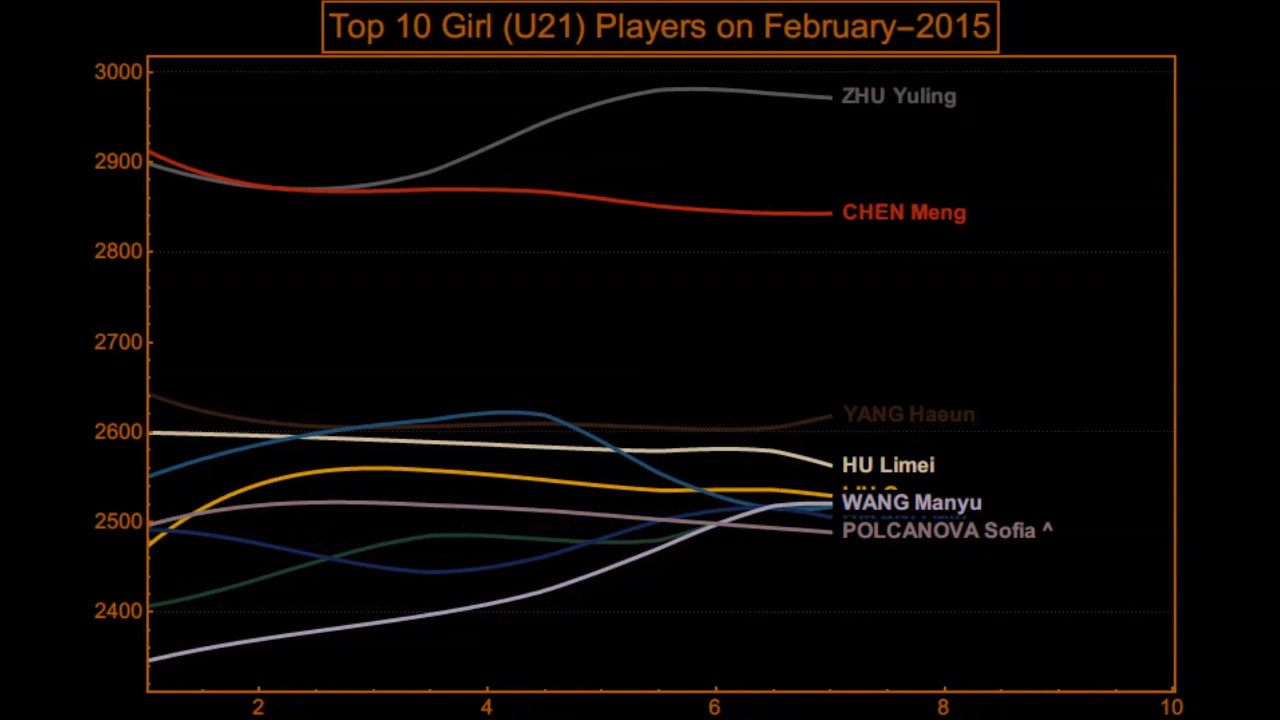 Top 10 Girl (U21) Players on February–2015
3000
2900
2800
2700
2600
2500
2400
ZHU Yuling
CHEN Meng
YANG Haeun
HU Limei
WANG Manyu
POLCANOVA Sofia ^
2
4
6
8
10